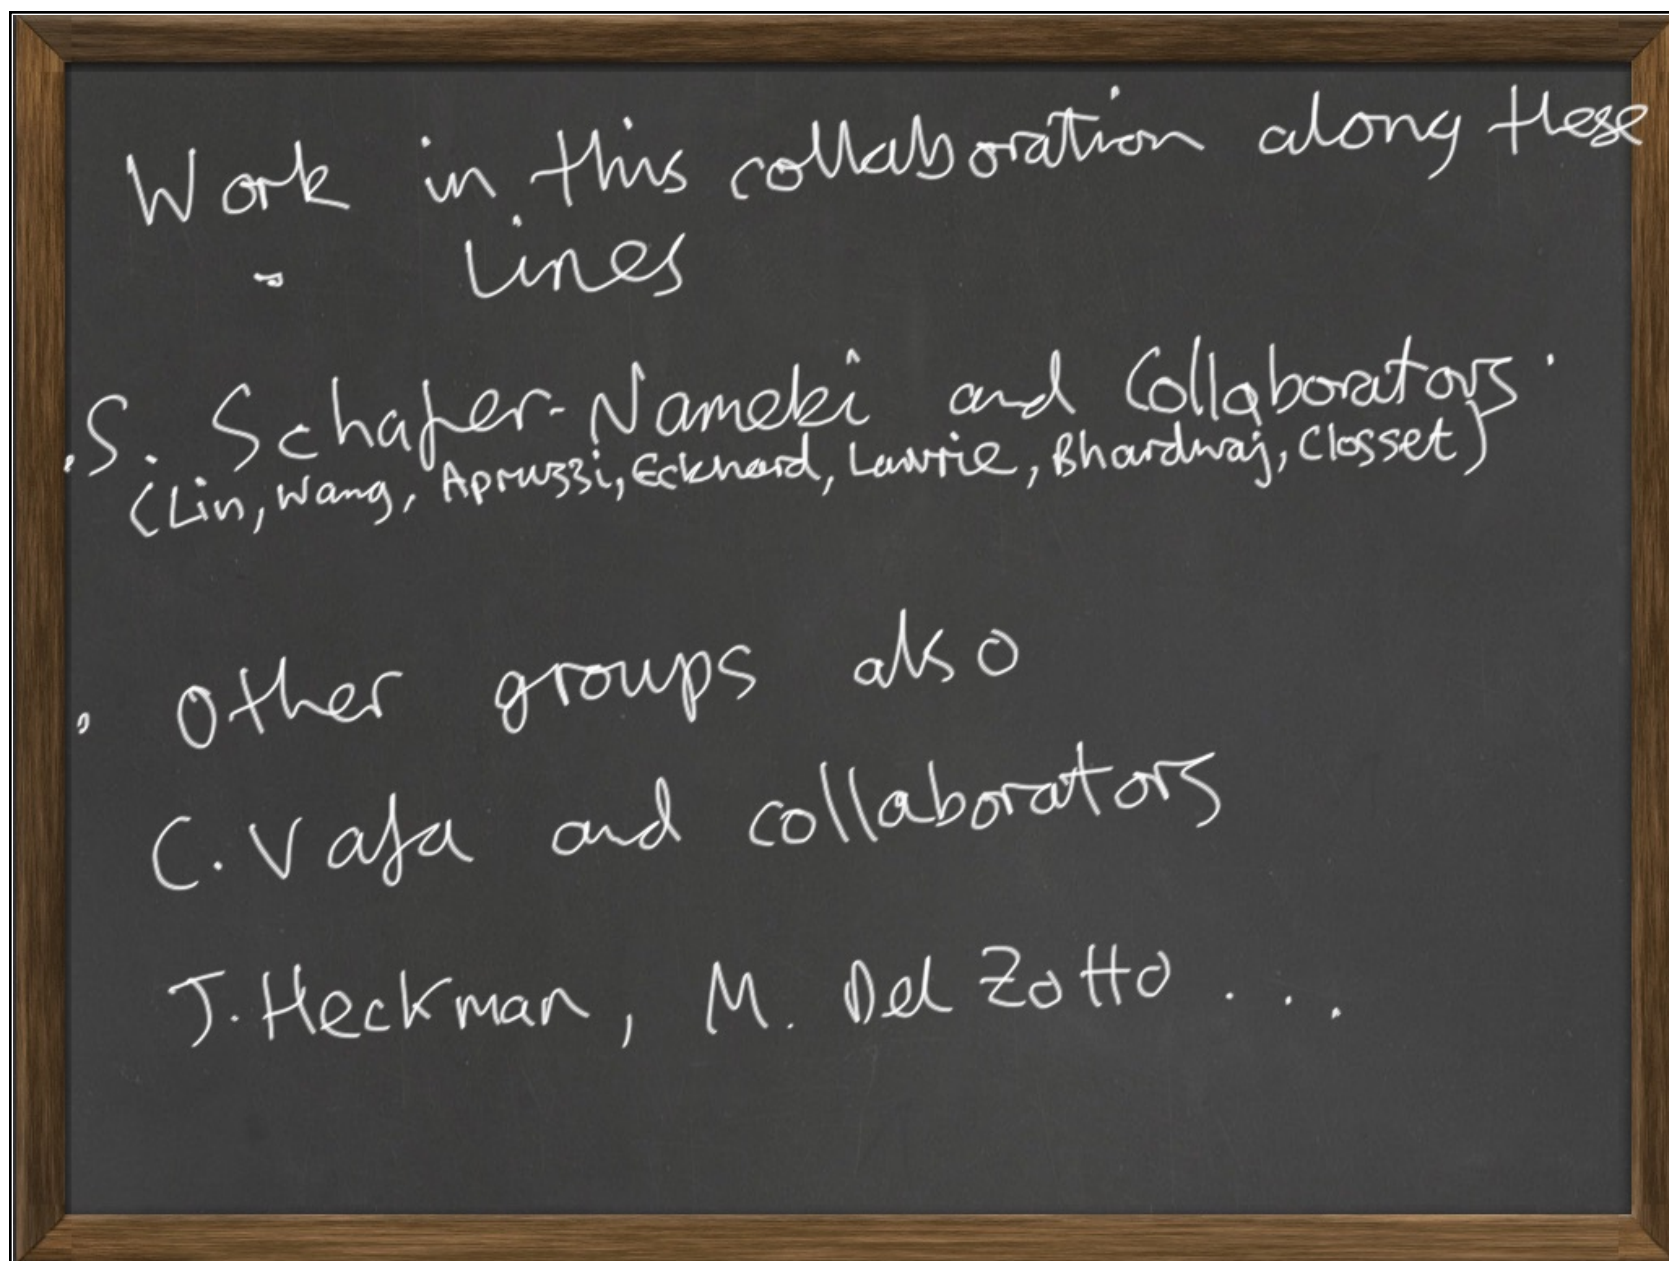 Work in this collaboration along these
lines
• S. Schafer-Nameki and Collaborators.
(Lin, Wang, Apruzzi, Eckhard, Lawrie, Bhardwaj, Closset)
• Other groups also
C. Vafa and collaborators
J. Heckman, M. Del Zotto ...